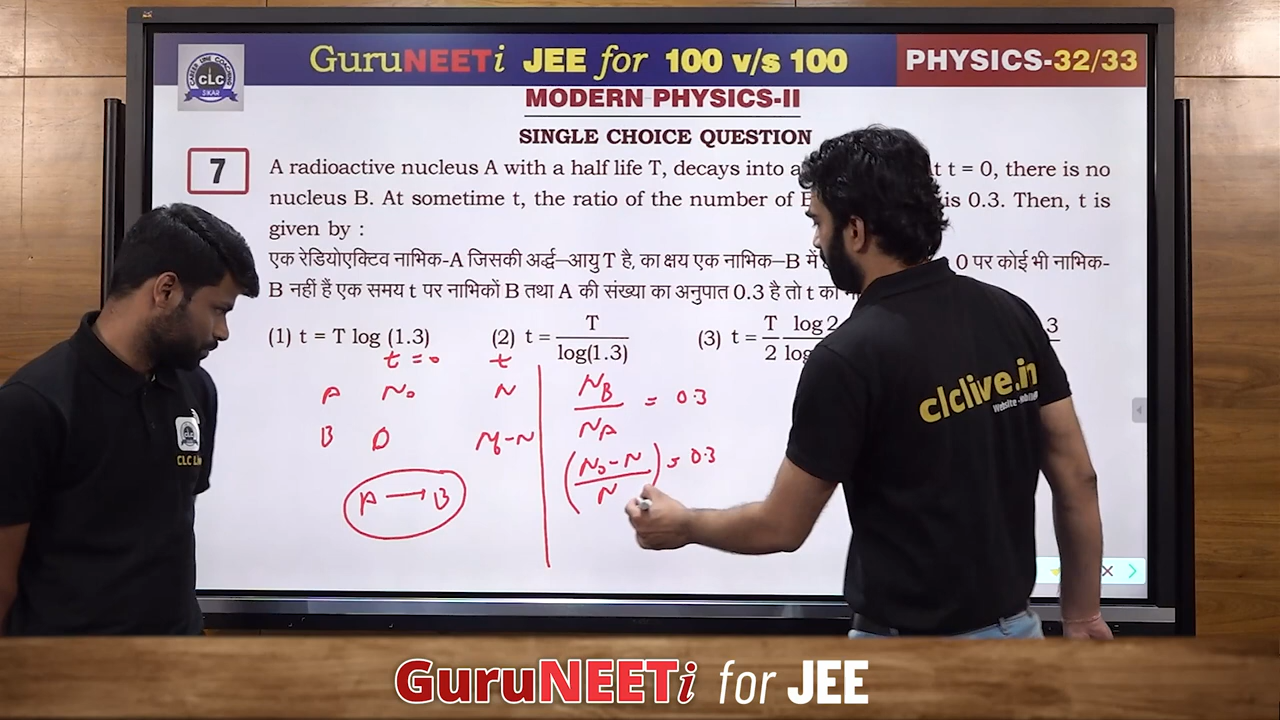 GuruNEETi JEE for 100 v/s 100
PHYSICS-32/33
CLC
SIKAR
MODERN PHYSICS-II
SINGLE CHOICE QUESTION
7
A radioactive nucleus A with a half life T, decays into a t = 0, there is no
nucleus B. At sometime t, the ratio of the number of is 0.3. Then, t is
given by :
एक रेडियोएक्टिव नाभिक-A जिसकी अर्द्ध–आयु T है, का क्षय एक नाभिक–B में 0 पर कोई भी नाभिक-
B नहीं हैं एक समय t पर नाभिकों B तथा A की संख्या का अनुपात 0.3 है तो t का
(1) t = T log (1.3) (2) t = T / log(1.3) (3) t = T/2 log 2 / log
t = 0 t
A N₀ N
B 0 N₀-N
A → B
N_B / N_A = 0.3
(N₀-N / N) = 0.3
clclive.in
CLC
GuruNEETi for JEE